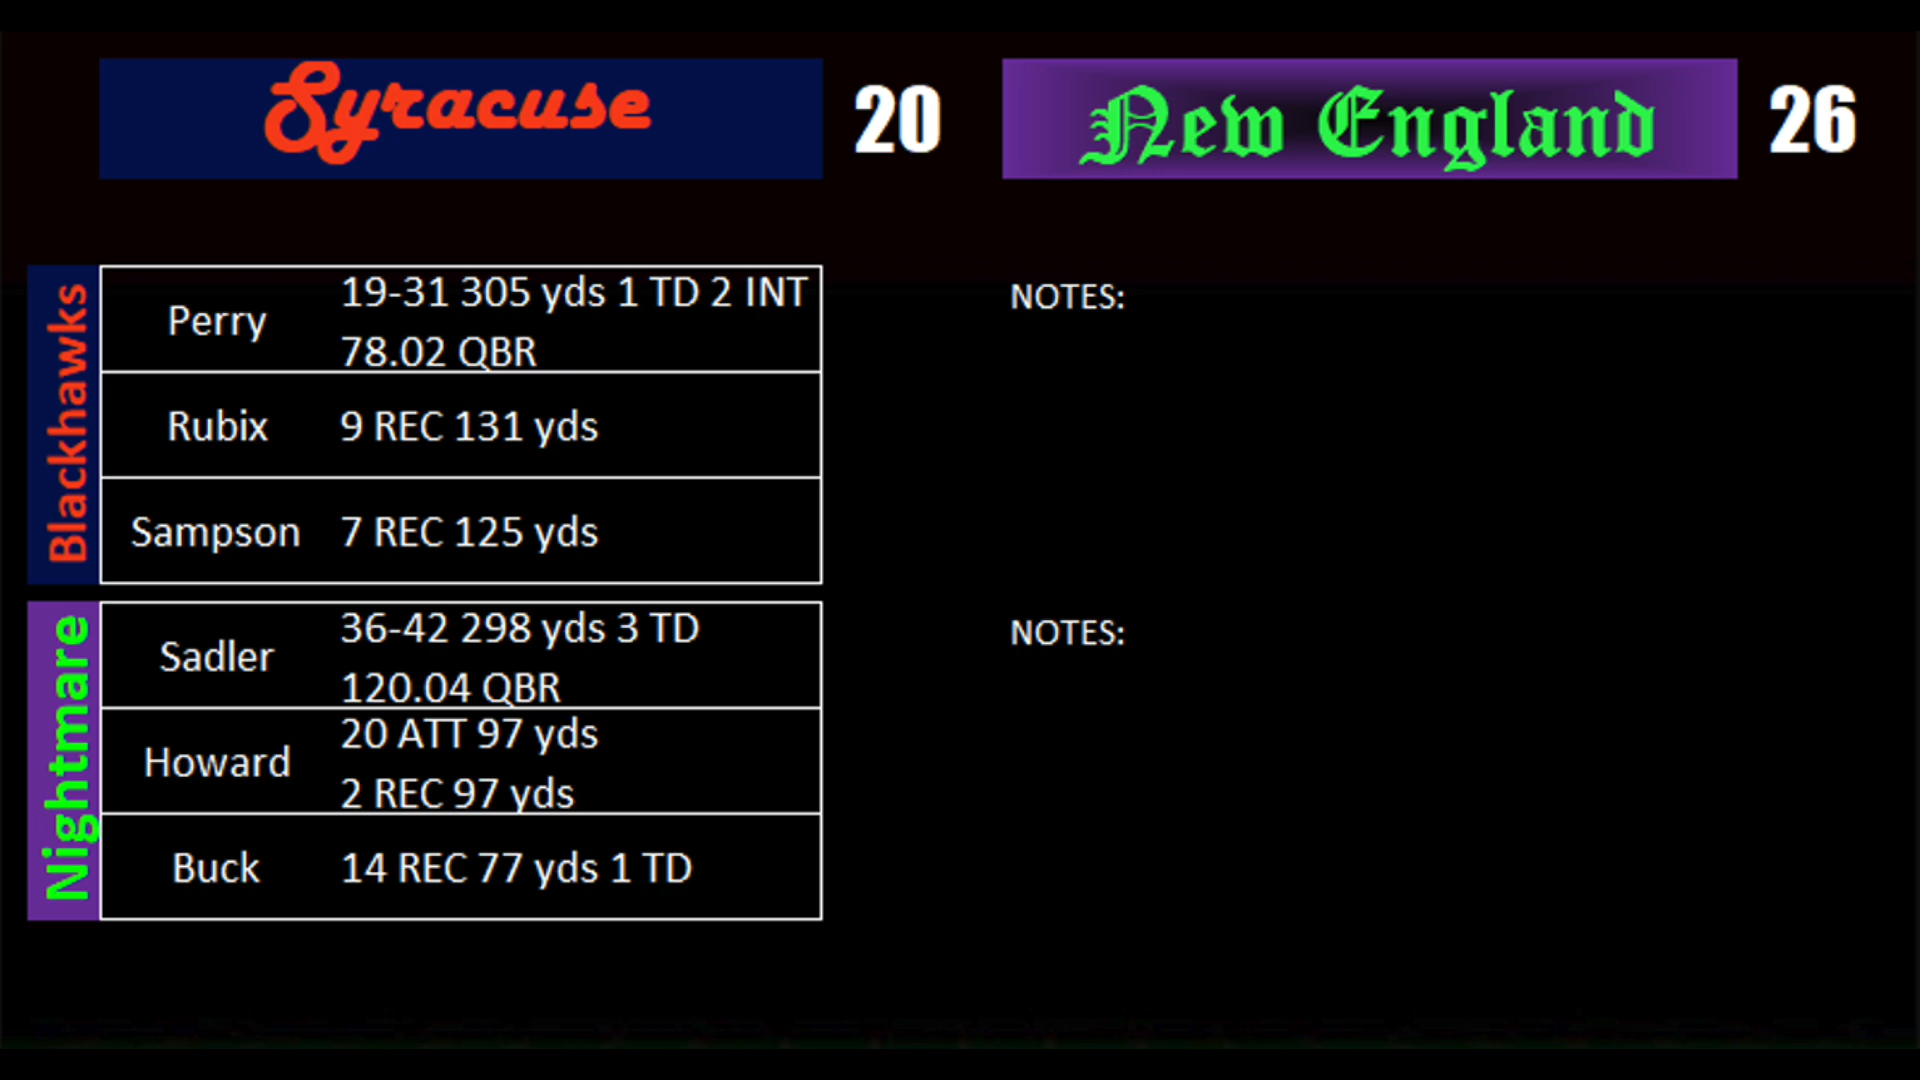 Syracuse 20 New England 26
Blackhawks
Perry 19-31 305 yds 1 TD 2 INT
78.02 QBR
Rubix 9 REC 131 yds
Sampson 7 REC 125 yds
NOTES:
Nightmare
Sadler 36-42 298 yds 3 TD
120.04 QBR
Howard 20 ATT 97 yds
2 REC 97 yds
Buck 14 REC 77 yds 1 TD
NOTES: